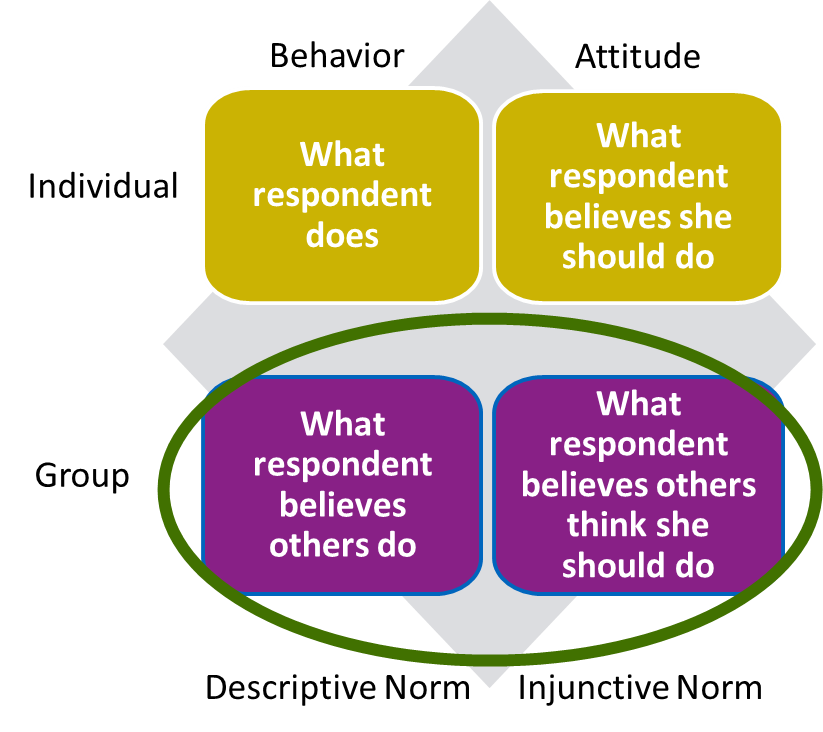 Behavior
Attitude
Individual
What
respondent
does
What
respondent
believes she
should do
Group
What
respondent
believes
others do
What
respondent
believes others
think she
should do
Descriptive Norm
Injunctive Norm